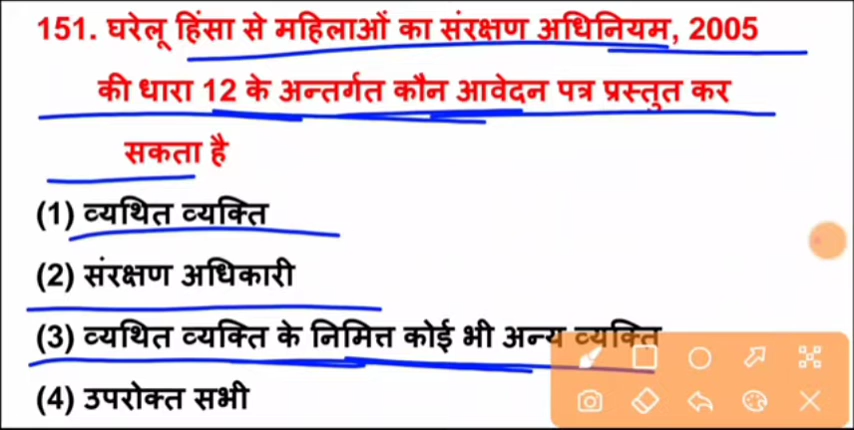 151. घरेलू हिंसा से महिलाओं का संरक्षण अधिनियम, 2005
की धारा 12 के अन्तर्गत कौन आवेदन पत्र प्रस्तुत कर
सकता है
(1) व्यथित व्यक्ति
(2) संरक्षण अधिकारी
(3) व्यथित व्यक्ति के निमित्त कोई भी अन्य व्यक्ति
(4) उपरोक्त सभी